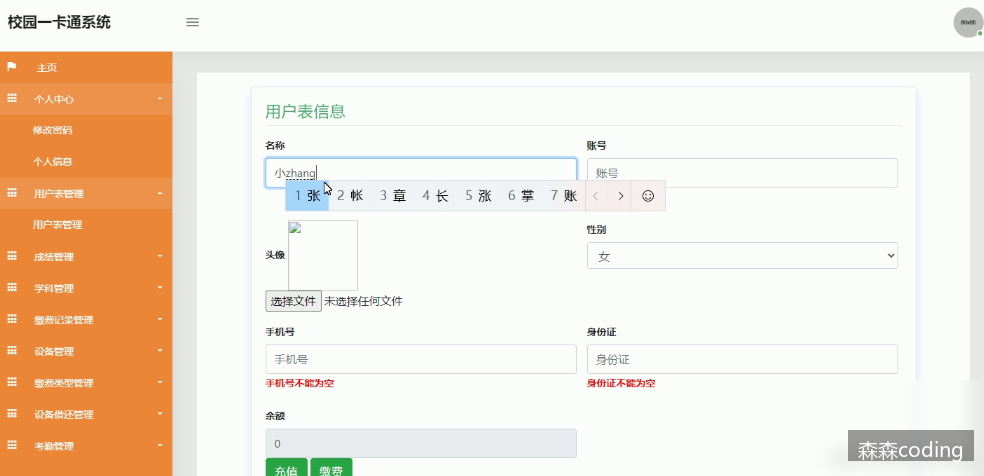 校园一卡通系统
80x80
主页
个人中心
修改密码
个人信息
用户表管理
用户表管理
成绩管理
学科管理
缴费记录管理
设备管理
缴费类型管理
设备借还管理
考勤管理
用户表信息
名称
账号
小zhang
账号
1 张 2 帐 3 章 4 长 5 涨 6 掌 7 账
头像
性别
女
选择文件 未选择任何文件
手机号
身份证
手机号
身份证
手机号不能为空
身份证不能为空
余额
0
充值 缴费
森森coding